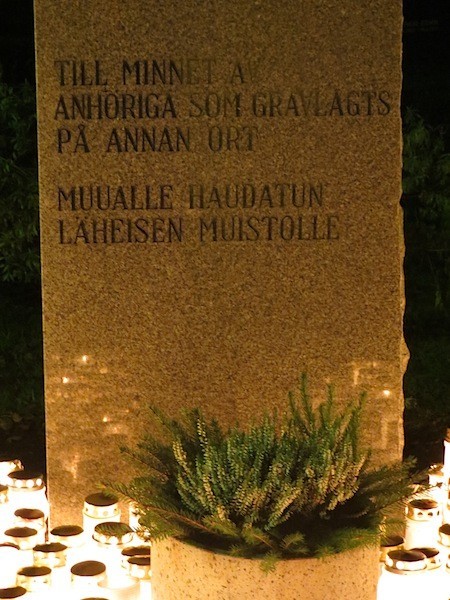 TILL MINNET AV
ANHÖRIGA SOM GRAVLAGTS
PÅ ANNAN ORT
MUUALLE HAUDATUN
LÄHEISEN MUISTOLLE